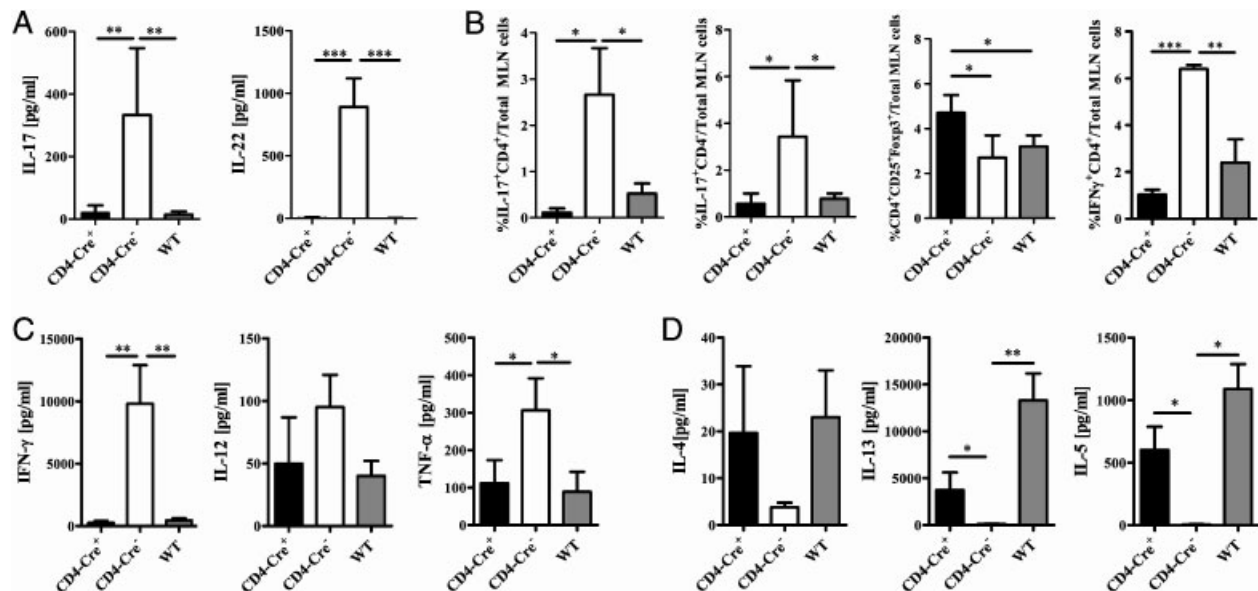 A
IL-17 [pg/ml]
600
400
200
0
** **
CD4-Cre⁺
CD4-Cre⁻
WT
IL-22 [pg/ml]
1500
1000
500
0
*** ***
CD4-Cre⁺
CD4-Cre⁻
WT
B
%IL-17⁺CD4⁺/Total MLN cells
4
3
2
1
0
* *
CD4-Cre⁺
CD4-Cre⁻
WT
%IL-17⁺CD4⁻/Total MLN cells
8
6
4
2
0
* *
CD4-Cre⁺
CD4-Cre⁻
WT
%CD4⁺CD25⁺Foxp3⁺/Total MLN cells
8
6
4
2
0
*
*
CD4-Cre⁺
CD4-Cre⁻
WT
%IFNγ⁺CD4⁺/Total MLN cells
8
6
4
2
0
*** **
CD4-Cre⁺
CD4-Cre⁻
WT
C
IFN-γ [pg/ml]
15000
10000
5000
0
** **
CD4-Cre⁺
CD4-Cre⁻
WT
IL-12 [pg/ml]
150
100
50
0
CD4-Cre⁺
CD4-Cre⁻
WT
TNF-α [pg/ml]
500
400
300
200
100
0
* *
CD4-Cre⁺
CD4-Cre⁻
WT
D
IL-4[pg/ml]
40
30
20
10
0
CD4-Cre⁺
CD4-Cre⁻
WT
IL-13 [pg/ml]
20000
15000
10000
5000
0
**
*
CD4-Cre⁺
CD4-Cre⁻
WT
IL-5 [pg/ml]
1500
1000
500
0
*
*
CD4-Cre⁺
CD4-Cre⁻
WT